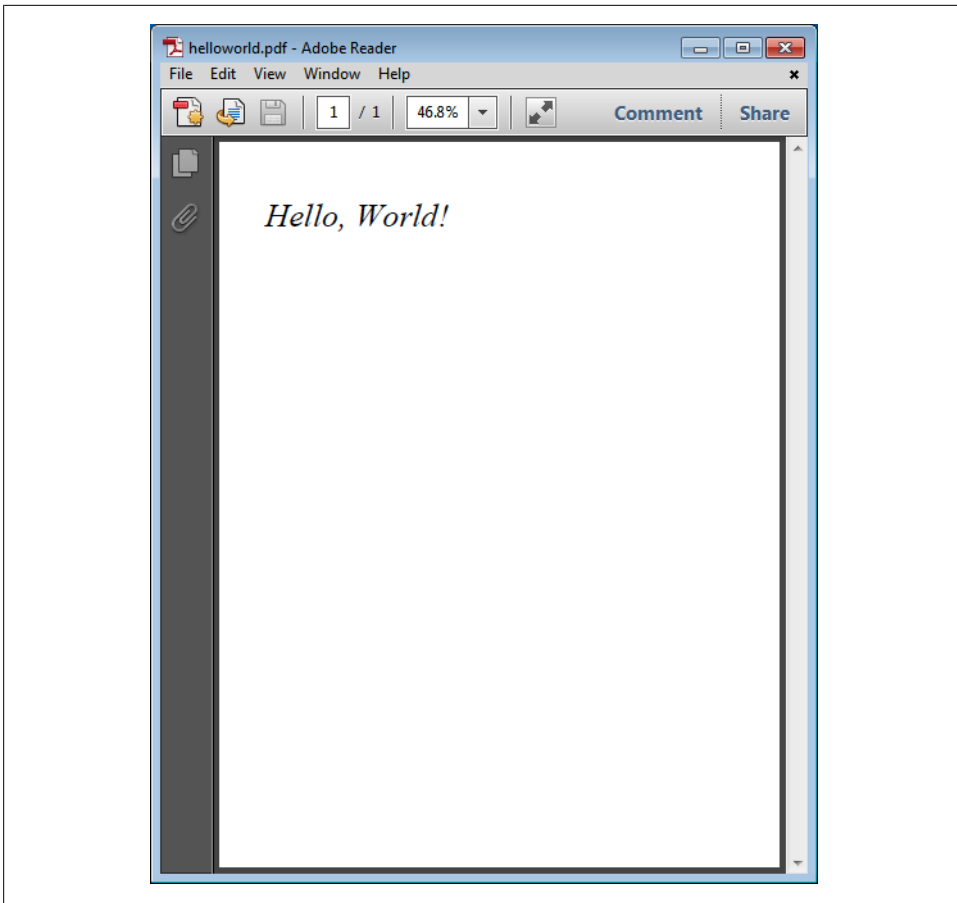 helloworld.pdf - Adobe Reader
File Edit View Window Help
1 / 1 46.8% Comment Share
Hello, World!